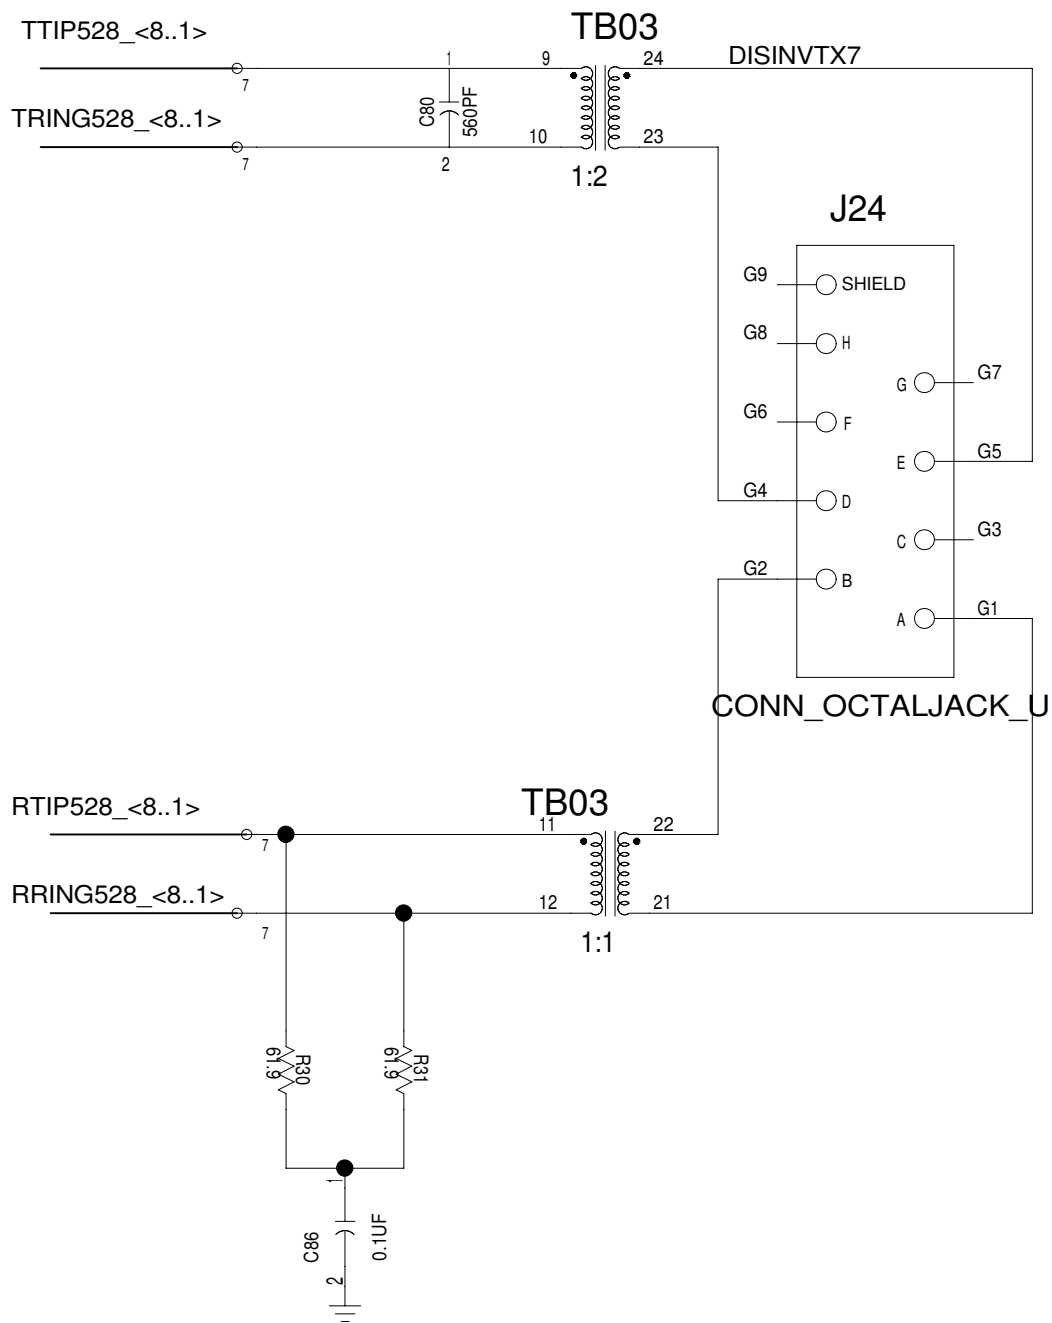 TTIP528_<8..1>
TB03
7
1
9
24
DISINVTX7
C80
560PF
TRING528_<8..1>
7
2
10
23
1:2
J24
G9
SHIELD
G8
H
G
G7
G6
F
E
G5
G4
D
C
G3
G2
B
A
G1
CONN_OCTALJACK_U
TB03
RTIP528_<8..1>
7
11
22
RRING528_<8..1>
7
12
21
1:1
61.9
R30
61.9
R31
1
C86
0.1UF
2